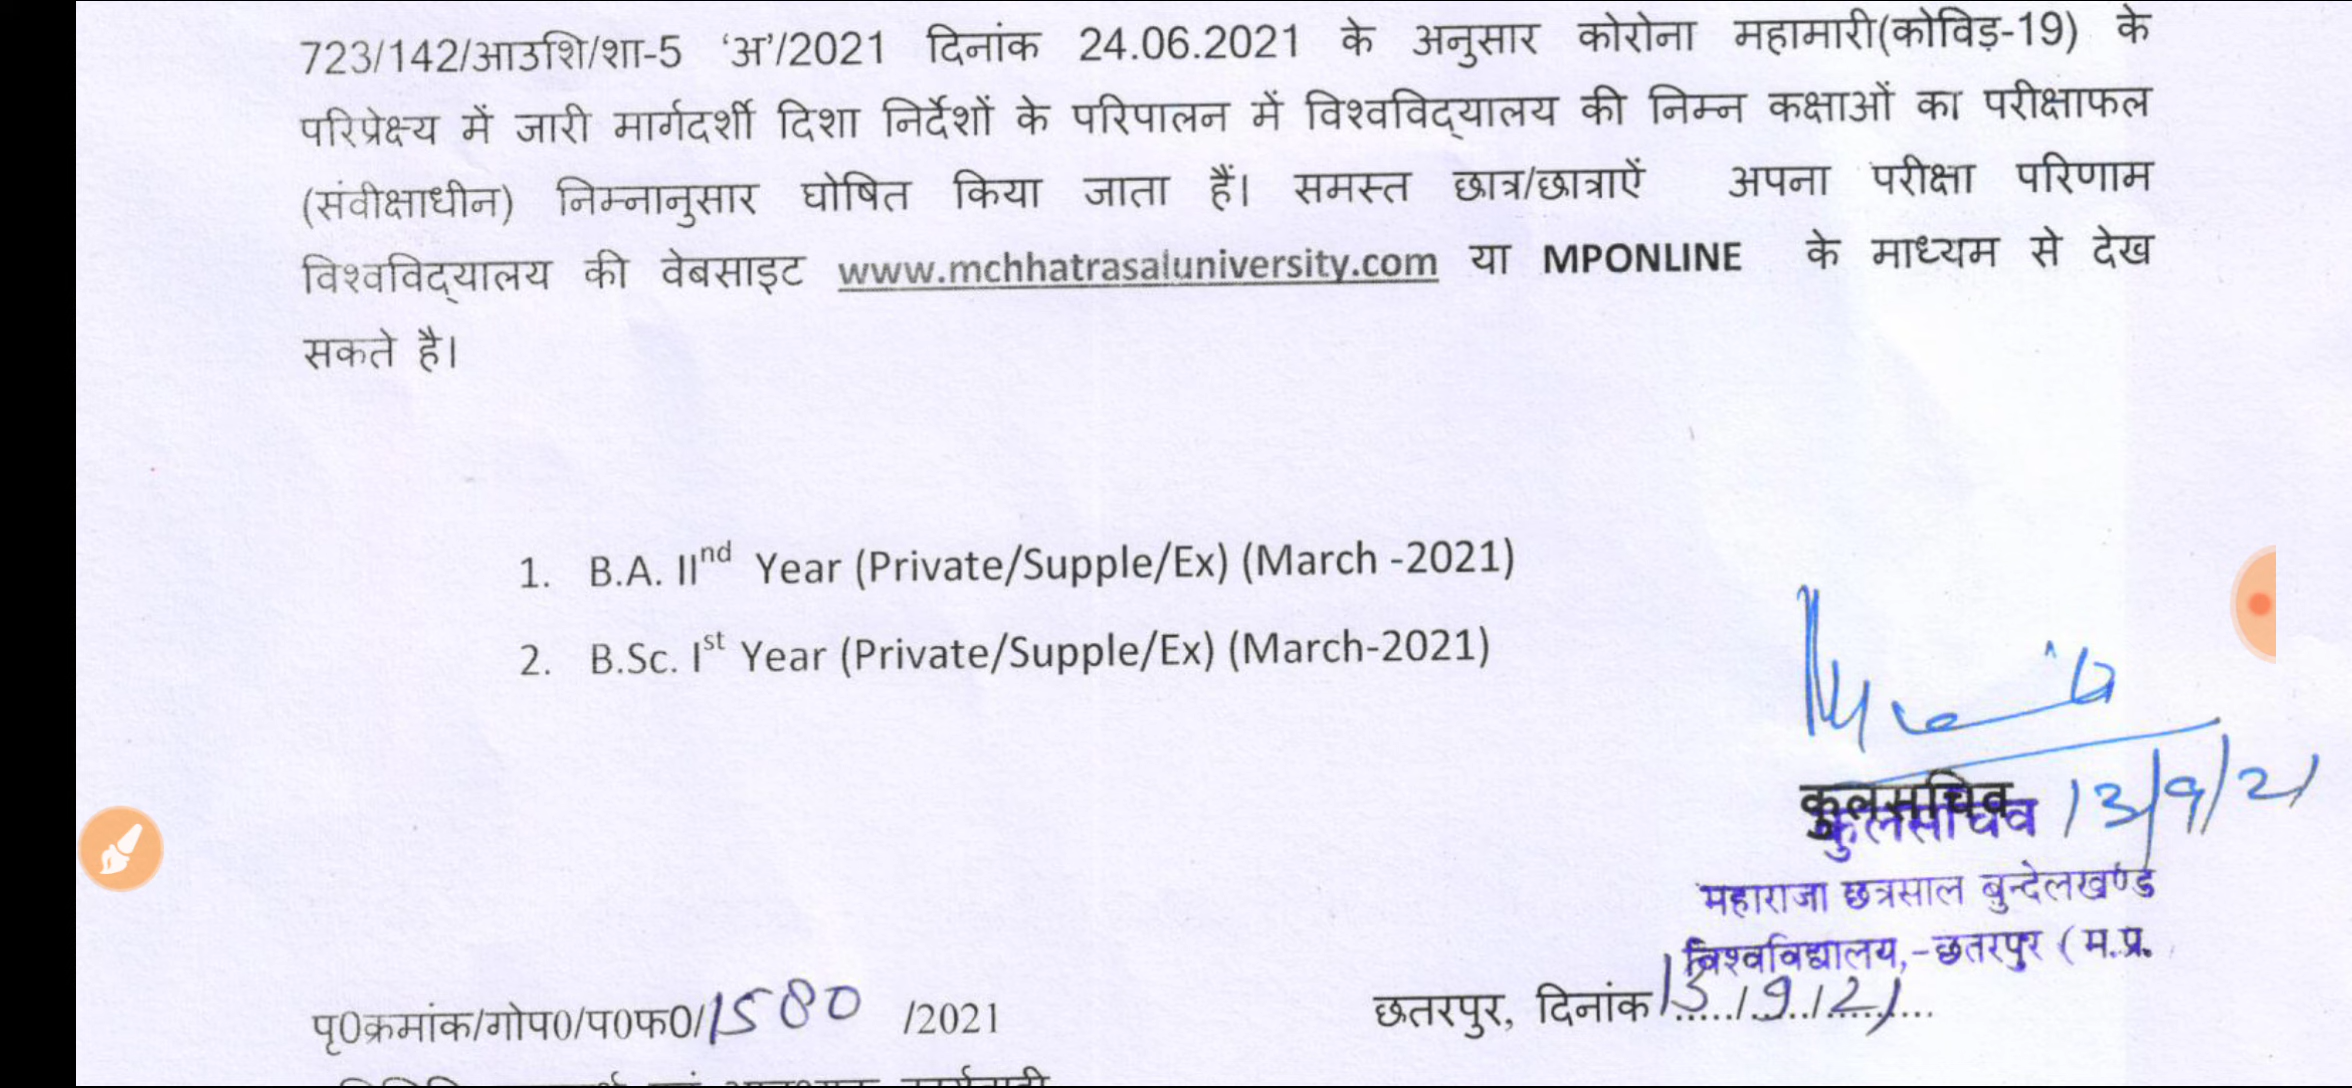 723/142/आउशि/शा-5 ‘अ’/2021 दिनांक 24.06.2021 के अनुसार कोरोना महामारी(कोविड़-19) के
परिप्रेक्ष्य में जारी मार्गदर्शी दिशा निर्देशों के परिपालन में विश्वविद्यालय की निम्न कक्षाओं का परीक्षाफल
(संवीक्षाधीन) निम्नानुसार घोषित किया जाता हैं। समस्त छात्र/छात्राऐं अपना परीक्षा परिणाम
विश्वविद्यालय की वेबसाइट www.mchhatrasaluniversity.com या MPONLINE के माध्यम से देख
सकते है।
1. B.A. IInd Year (Private/Supple/Ex) (March -2021)
2. B.Sc. Ist Year (Private/Supple/Ex) (March-2021)
कुलसचिव
कुलसचिव 13/9/21
महाराजा छत्रसाल बुन्देलखण्ड
विश्वविद्यालय,-छतरपुर (म.प्र.
पृ0क्रमांक/गोप0/प0फ0/1580 /2021
छतरपुर, दिनांक 13/9/21